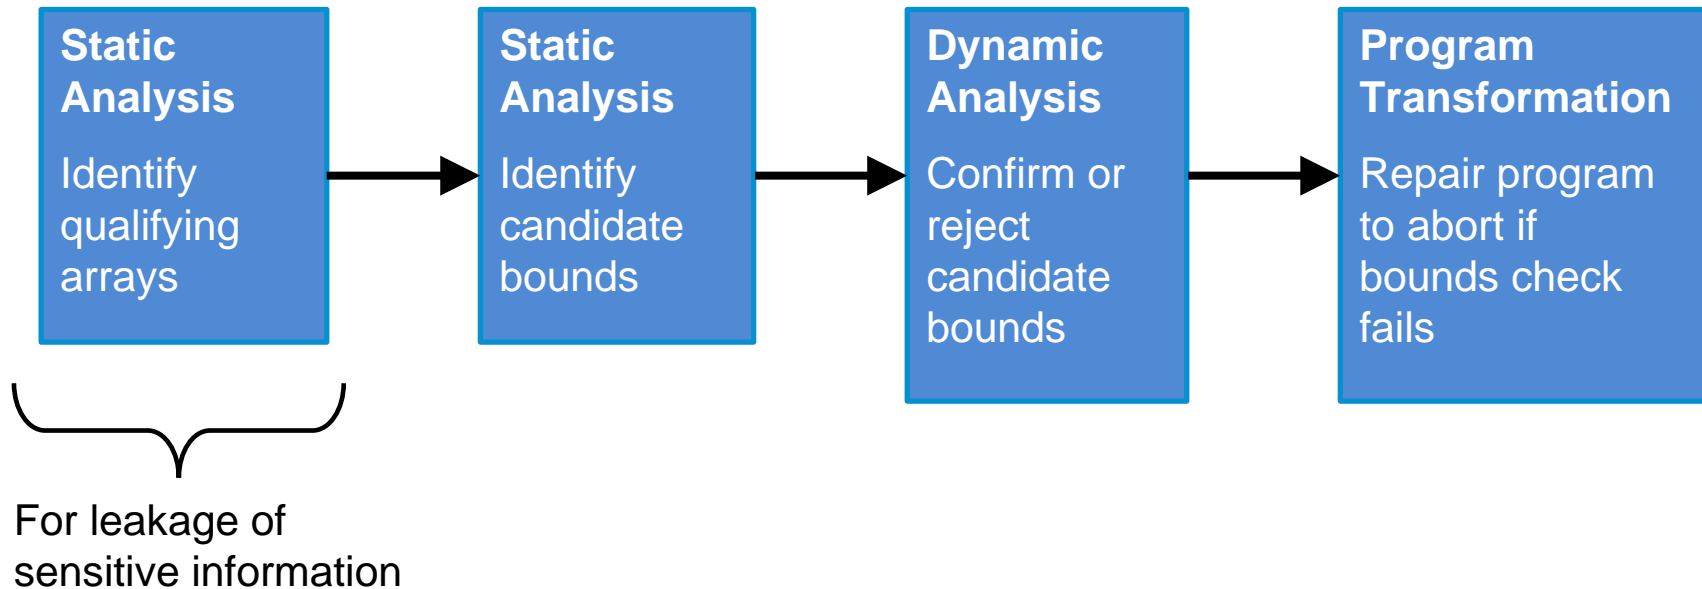 Static
Analysis
Identify
qualifying
arrays
Static
Analysis
Identify
candidate
bounds
Dynamic
Analysis
Confirm or
reject
candidate
bounds
Program
Transformation
Repair program
to abort if
bounds check
fails
For leakage of
sensitive information